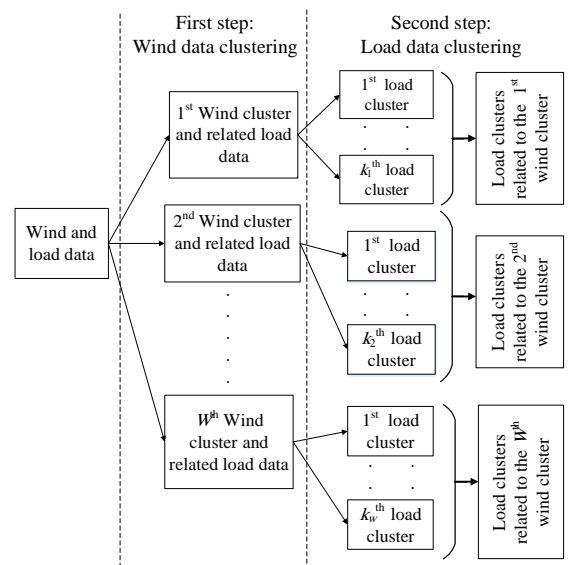 First step:
Wind data clustering
Second step:
Load data clustering
Wind and
load data
1st Wind cluster
and related load
data
2nd Wind cluster
and related load
data
Wth Wind
cluster and
related load data
1st load
cluster
k1th load
cluster
1st load
cluster
k2th load
cluster
1st load
cluster
kwth load
cluster
Load clusters
related to the 1st
wind cluster
Load clusters
related to the 2nd
wind cluster
Load clusters
related to the Wth
wind cluster